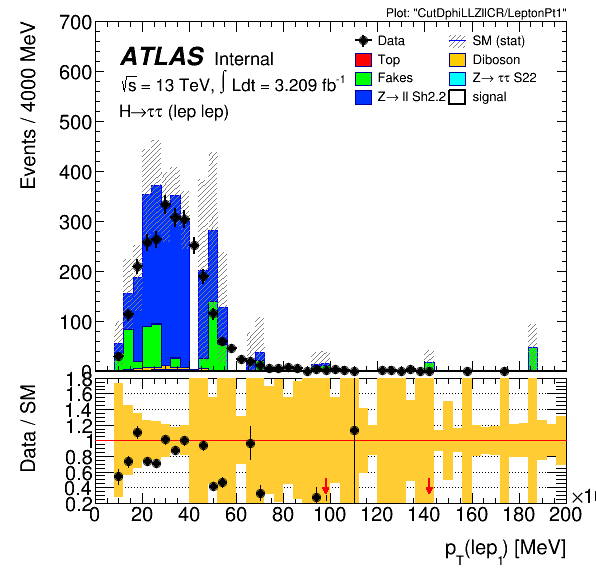 Plot: "CutDphiLLZllCR/LeptonPt1"
Events / 4000 MeV
700
600
500
400
300
200
100
ATLAS Internal
√s = 13 TeV, ∫ Ldt = 3.209 fb⁻¹
H→ττ (lep lep)
Data
SM (stat)
Top
Diboson
Fakes
Z→ ττ S22
Z→ ll Sh2.2
signal
Data / SM
1.8
1.6
1.4
1.2
1
0.8
0.6
0.4
0.2
0 20 40 60 80 100 120 140 160 180 200
p_T(lep_1) [MeV]